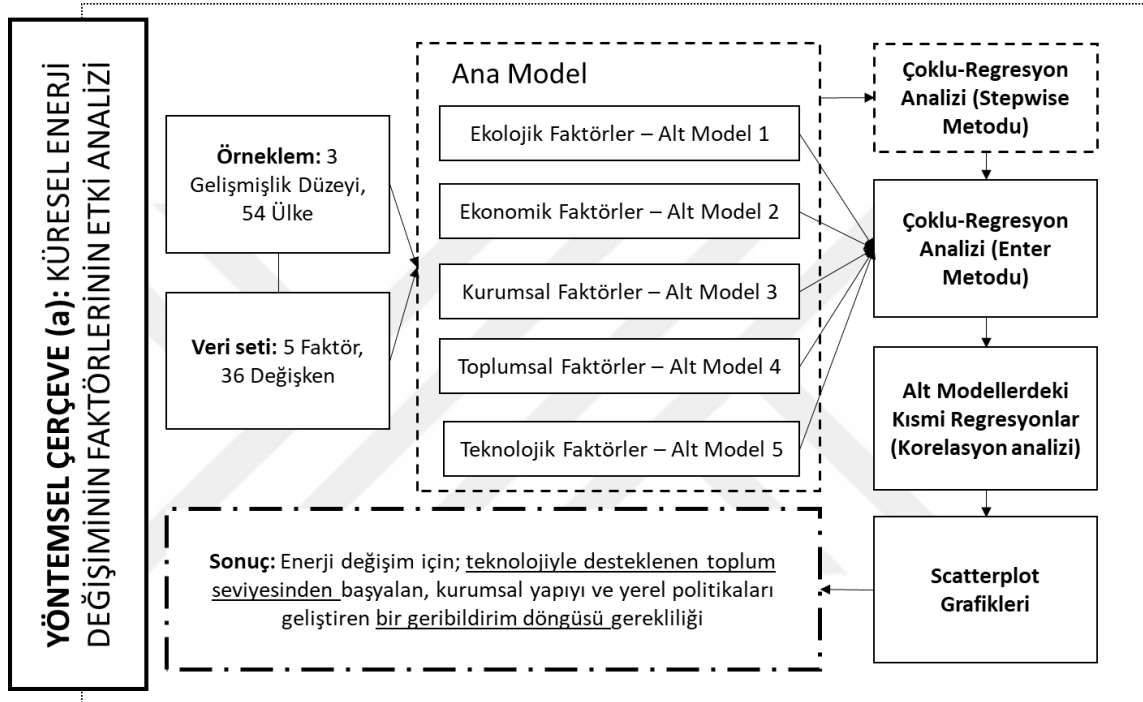 YÖNTEMSEL ÇERÇEVE (a): KÜRESEL ENERJİ
DEĞİŞİMİNİN FAKTÖRLERİNİN ETKİ ANALİZİ
Örneklem: 3
Gelişmişlik Düzeyi,
54 Ülke
Veri seti: 5 Faktör,
36 Değişken
Ana Model
Ekolojik Faktörler – Alt Model 1
Ekonomik Faktörler – Alt Model 2
Kurumsal Faktörler – Alt Model 3
Toplumsal Faktörler – Alt Model 4
Teknolojik Faktörler – Alt Model 5
Çoklu-Regresyon
Analizi (Stepwise
Metodu)
Çoklu-Regresyon
Analizi (Enter
Metodu)
Alt Modellerdeki
Kısmi Regresyonlar
(Korelasyon analizi)
Scatterplot
Grafikleri
Sonuç: Enerji değişim için; teknolojiyle desteklenen toplum
seviyesinden başyalan, kurumsal yapıyı ve yerel politikaları
geliştiren bir geribildirim döngüsü gerekliliği